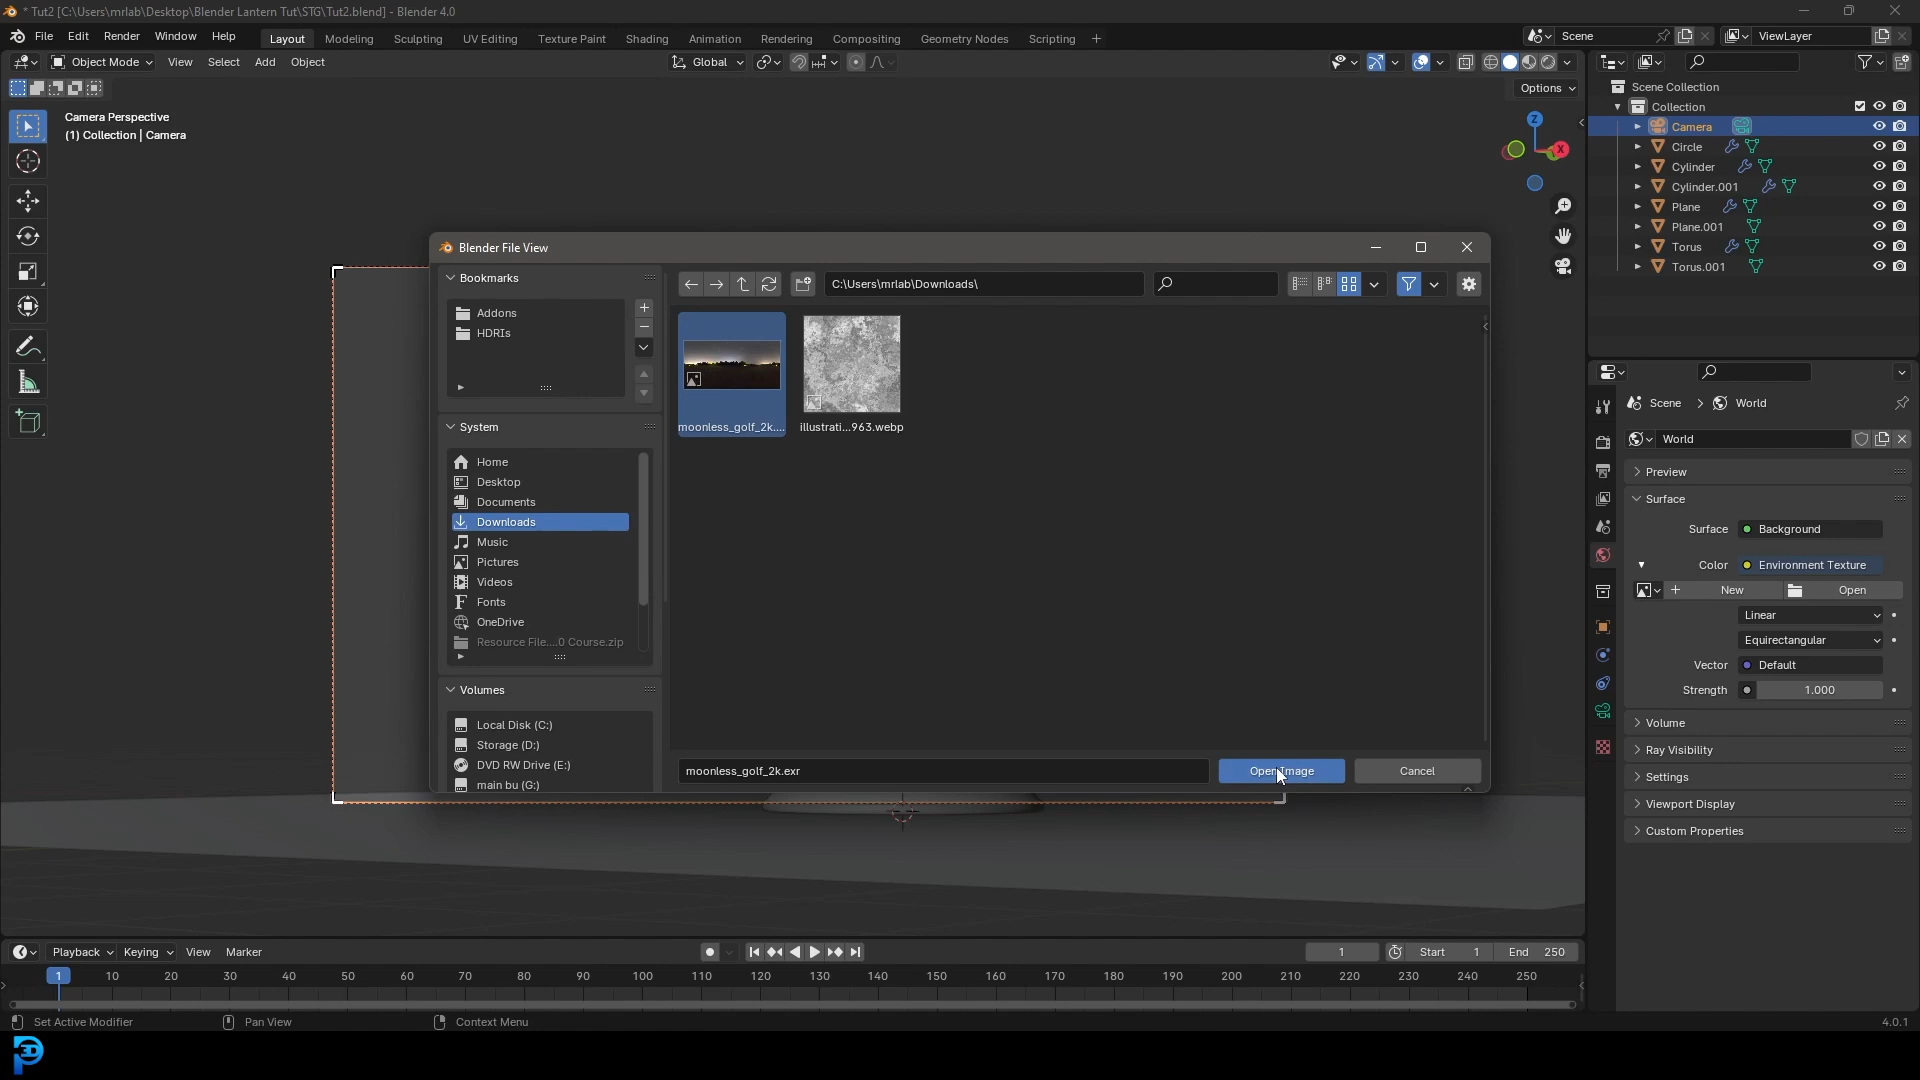 * Tut2 [C:\Users\mrlab\Desktop\Blender Lantern Tut\STG\Tut2.blend] - Blender 4.0
File Edit Render Window Help
Layout Modeling Sculpting UV Editing Texture Paint Shading Animation Rendering Compositing Geometry Nodes Scripting +
Scene
ViewLayer
Object Mode View Select Add Object
Global
Options
Camera Perspective
(1) Collection | Camera
Z
X
Scene Collection
Collection
Camera
Circle
Cylinder
Cylinder.001
Plane
Plane.001
Torus
Torus.001
Blender File View
Bookmarks
Addons
HDRIs
System
Home
Desktop
Documents
Downloads
Music
Pictures
Videos
Fonts
OneDrive
Resource File....0 Course.zip
Volumes
Local Disk (C:)
Storage (D:)
DVD RW Drive (E:)
main bu (G:)
C:\Users\mrlab\Downloads\
moonless_golf_2k....
illustrati...963.webp
moonless_golf_2k.exr
Open Image
Cancel
Scene > World
World
Preview
Surface
Surface Background
Color Environment Texture
New Open
Linear
Equirectangular
Vector Default
Strength 1.000
Volume
Ray Visibility
Settings
Viewport Display
Custom Properties
Playback Keying View Marker
1
Start 1 End 250
1 10 20 30 40 50 60 70 80 90 100 110 120 130 140 150 160 170 180 190 200 210 220 230 240 250
Set Active Modifier
Pan View
Context Menu
4.0.1